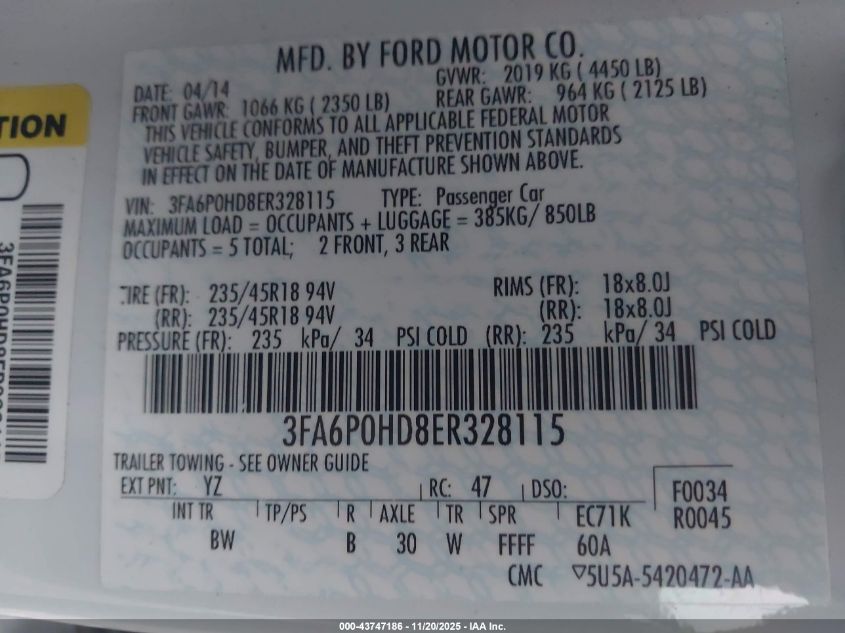 MFD. BY FORD MOTOR CO.
DATE: 04/14 GVWR: 2019 KG ( 4450 LB)
FRONT GAWR: 1066 KG ( 2350 LB) REAR GAWR: 964 KG ( 2125 LB)
THIS VEHICLE CONFORMS TO ALL APPLICABLE FEDERAL MOTOR
VEHICLE SAFETY, BUMPER, AND THEFT PREVENTION STANDARDS
IN EFFECT ON THE DATE OF MANUFACTURE SHOWN ABOVE.
VIN: 3FA6P0HD8ER328115 TYPE: Passenger Car
MAXIMUM LOAD = OCCUPANTS + LUGGAGE = 385KG/ 850LB
OCCUPANTS = 5 TOTAL; 2 FRONT, 3 REAR
TIRE (FR): 235/45R18 94V RIMS (FR): 18x8.0J
(RR): 235/45R18 94V (RR): 18x8.0J
PRESSURE (FR): 235 kPa/ 34 PSI COLD (RR): 235 kPa/ 34 PSI COLD
3FA6P0HD8ER328115
TRAILER TOWING - SEE OWNER GUIDE
EXT PNT: YZ RC: 47 DSO: F0034
INT TR TP/PS R AXLE TR SPR EC71K R0045
BW B 30 W FFFF 60A
CMC ▽5U5A-5420472-AA
TION
000-43747186 - 11/20/2025 - IAA Inc.